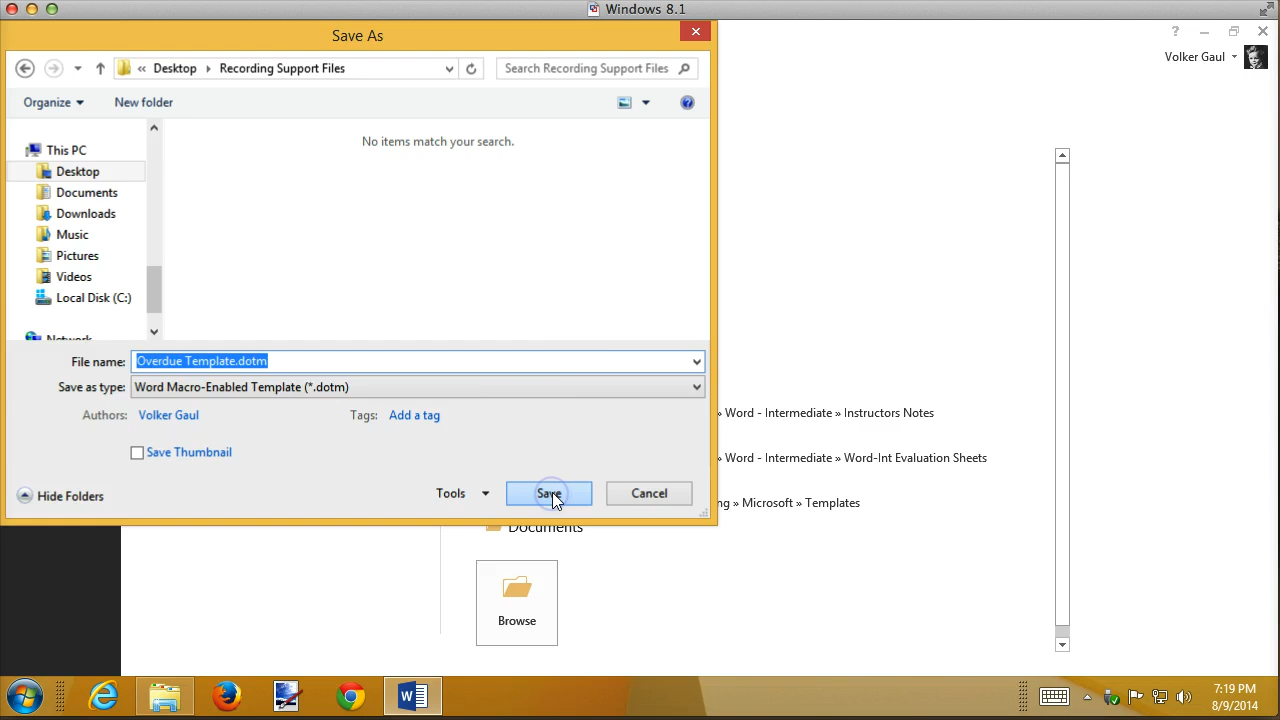 Windows 8.1
Save As
« Desktop Recording Support Files
Search Recording Support Files
Organize
New folder
No items match your search.
This PC
Desktop
Documents
Downloads
Music
Pictures
Videos
Local Disk (C:)
Network
File name: Overdue Template.dotm
Save as type: Word Macro-Enabled Template (*.dotm)
Authors: Volker Gaul
Tags: Add a tag
Save Thumbnail
Hide Folders
Tools
Save
Cancel
? 
Volker Gaul
» Word - Intermediate » Instructors Notes
» Word - Intermediate » Word-Int Evaluation Sheets
ng » Microsoft » Templates
Documents
Browse
7:19 PM
8/9/2014